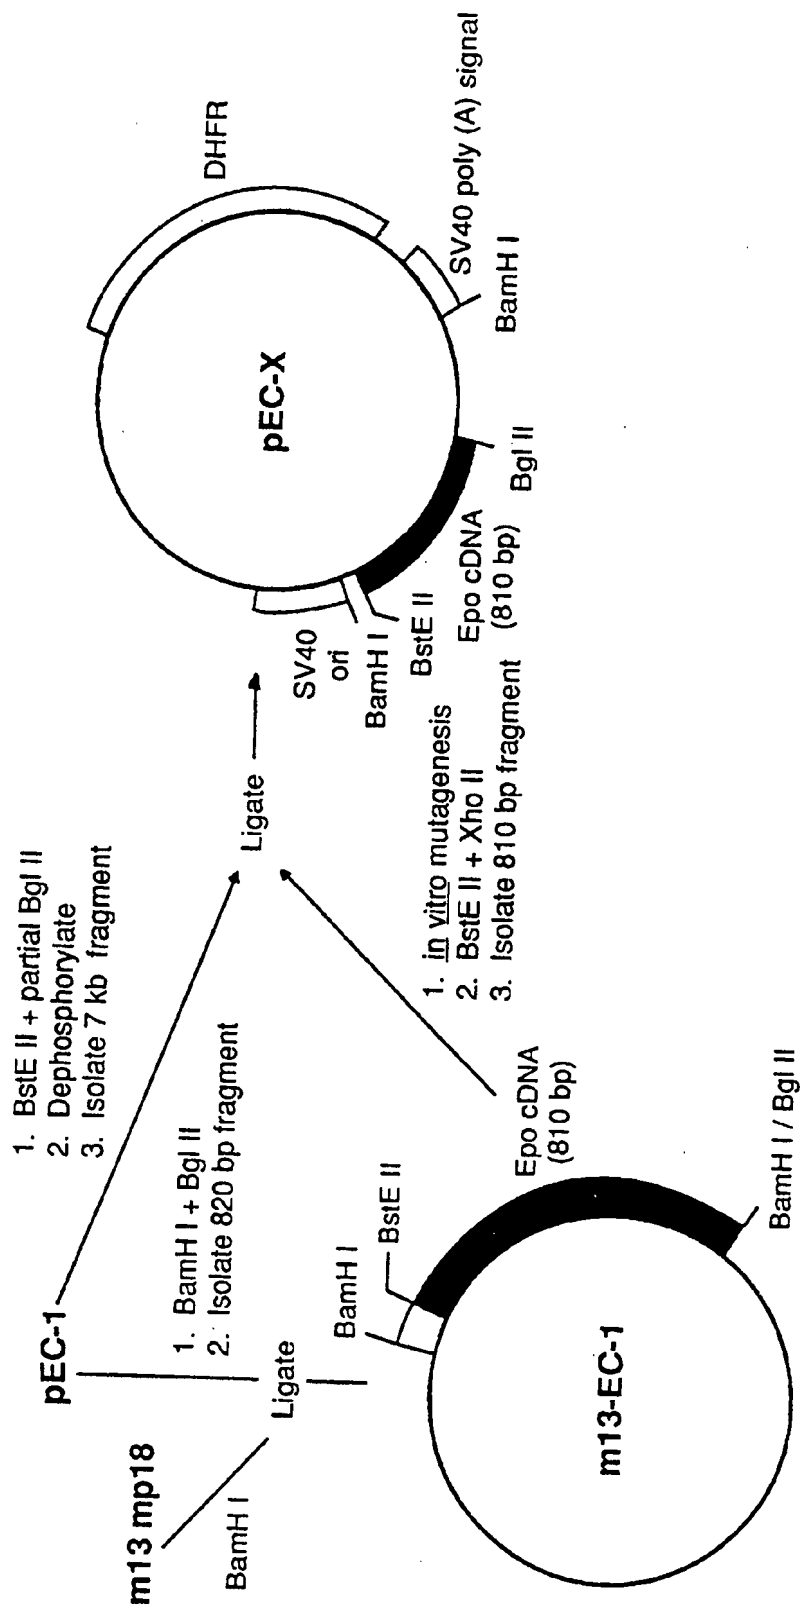 m13 mp18
BamH I
pEC-1
1. BamH I + Bgl II
2. Isolate 820 bp fragment
Ligate
1. BstE II + partial Bgl II
2. Dephosphorylate
3. Isolate 7 kb fragment
m13-EC-1
BamH I
BstE II
Epo cDNA
(810 bp)
BamH I / Bgl II
1. in vitro mutagenesis
2. BstE II + Xho II
3. Isolate 810 bp fragment
Ligate
pEC-X
SV40
ori
BamH I
BstE II
Epo cDNA
(810 bp)
Bgl II
BamH I
SV40 poly (A) signal
DHFR